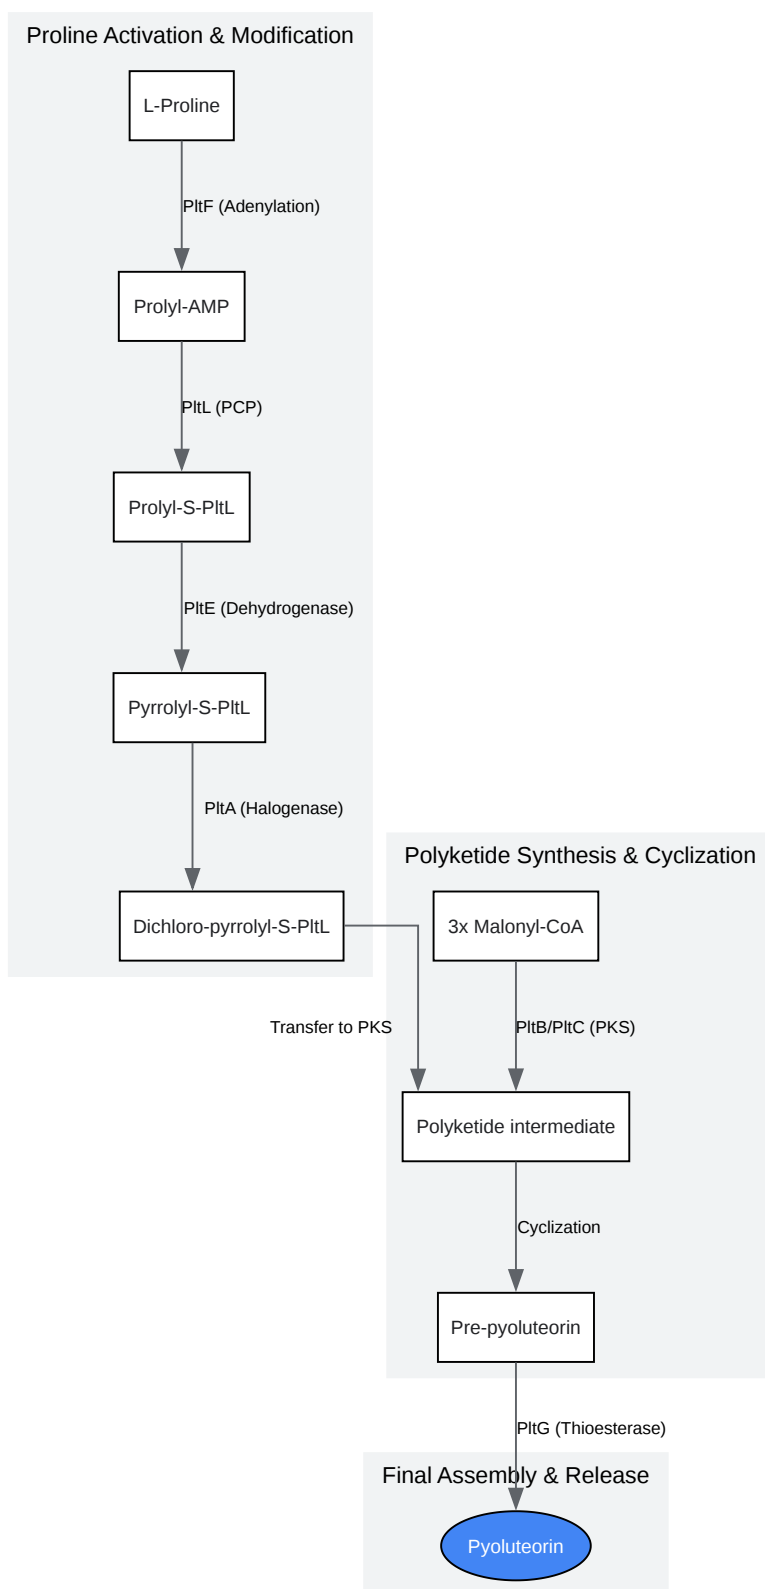 Proline Activation & Modification
L-Proline
PltF (Adenylation)
Prolyl-AMP
PltL (PCP)
Prolyl-S-PltL
PltE (Dehydrogenase)
Pyrrolyl-S-PltL
PltA (Halogenase)
Dichloro-pyrrolyl-S-PltL
Transfer to PKS
Polyketide Synthesis & Cyclization
3x Malonyl-CoA
PltB/PltC (PKS)
Polyketide intermediate
Cyclization
Pre-pyoluteorin
PltG (Thioesterase)
Final Assembly & Release
Pyoluteorin